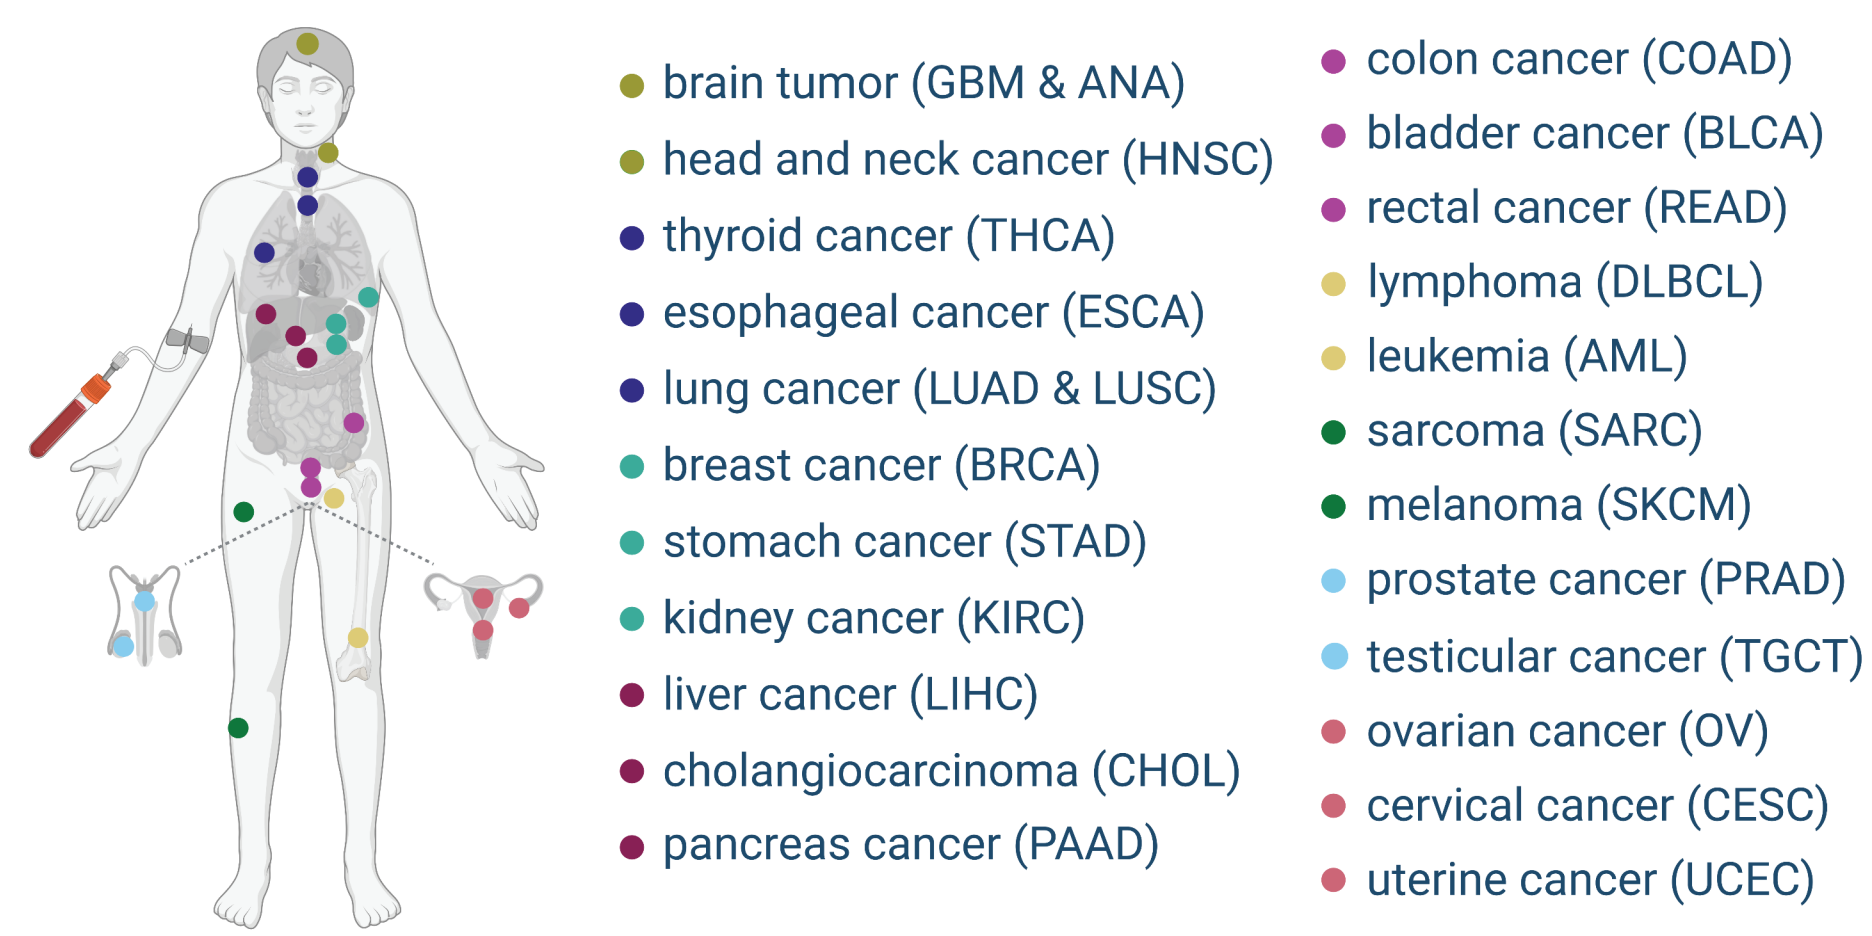 brain tumor (GBM & ANA)
head and neck cancer (HNSC)
thyroid cancer (THCA)
esophageal cancer (ESCA)
lung cancer (LUAD & LUSC)
breast cancer (BRCA)
stomach cancer (STAD)
kidney cancer (KIRC)
liver cancer (LIHC)
cholangiocarcinoma (CHOL)
pancreas cancer (PAAD)
colon cancer (COAD)
bladder cancer (BLCA)
rectal cancer (READ)
lymphoma (DLBCL)
leukemia (AML)
sarcoma (SARC)
melanoma (SKCM)
prostate cancer (PRAD)
testicular cancer (TGCT)
ovarian cancer (OV)
cervical cancer (CESC)
uterine cancer (UCEC)